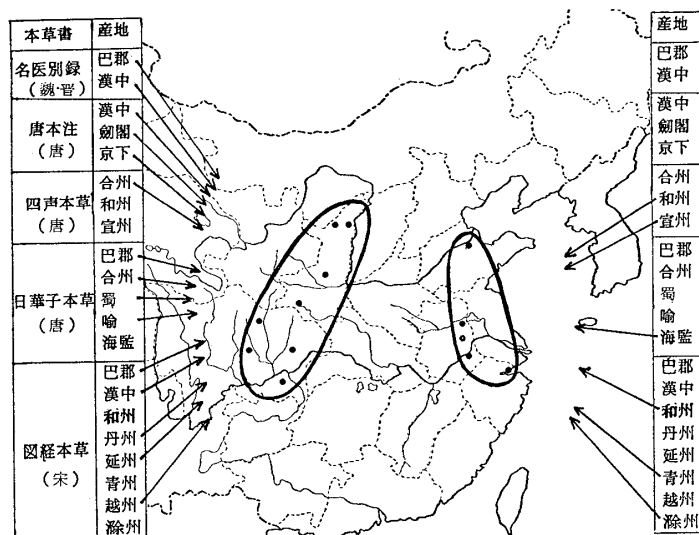 本草書 産地
名医別録
（魏·晋）
巴郡
漢中
唐本注
（唐）
漢中
劍閣
京下
四声本草
（唐）
合州
和州
宣州
日華子本草
（唐）
巴郡
合州
蜀
喻
海監
図経本草
（宋）
巴郡
漢中
和州
丹州
延州
青州
越州
滁州
産地
巴郡
漢中
漢中
劍閣
京下
合州
和州
宣州
巴郡
合州
蜀
喻
海監
巴郡
漢中
和州
丹州
延州
青州
越州
滁州